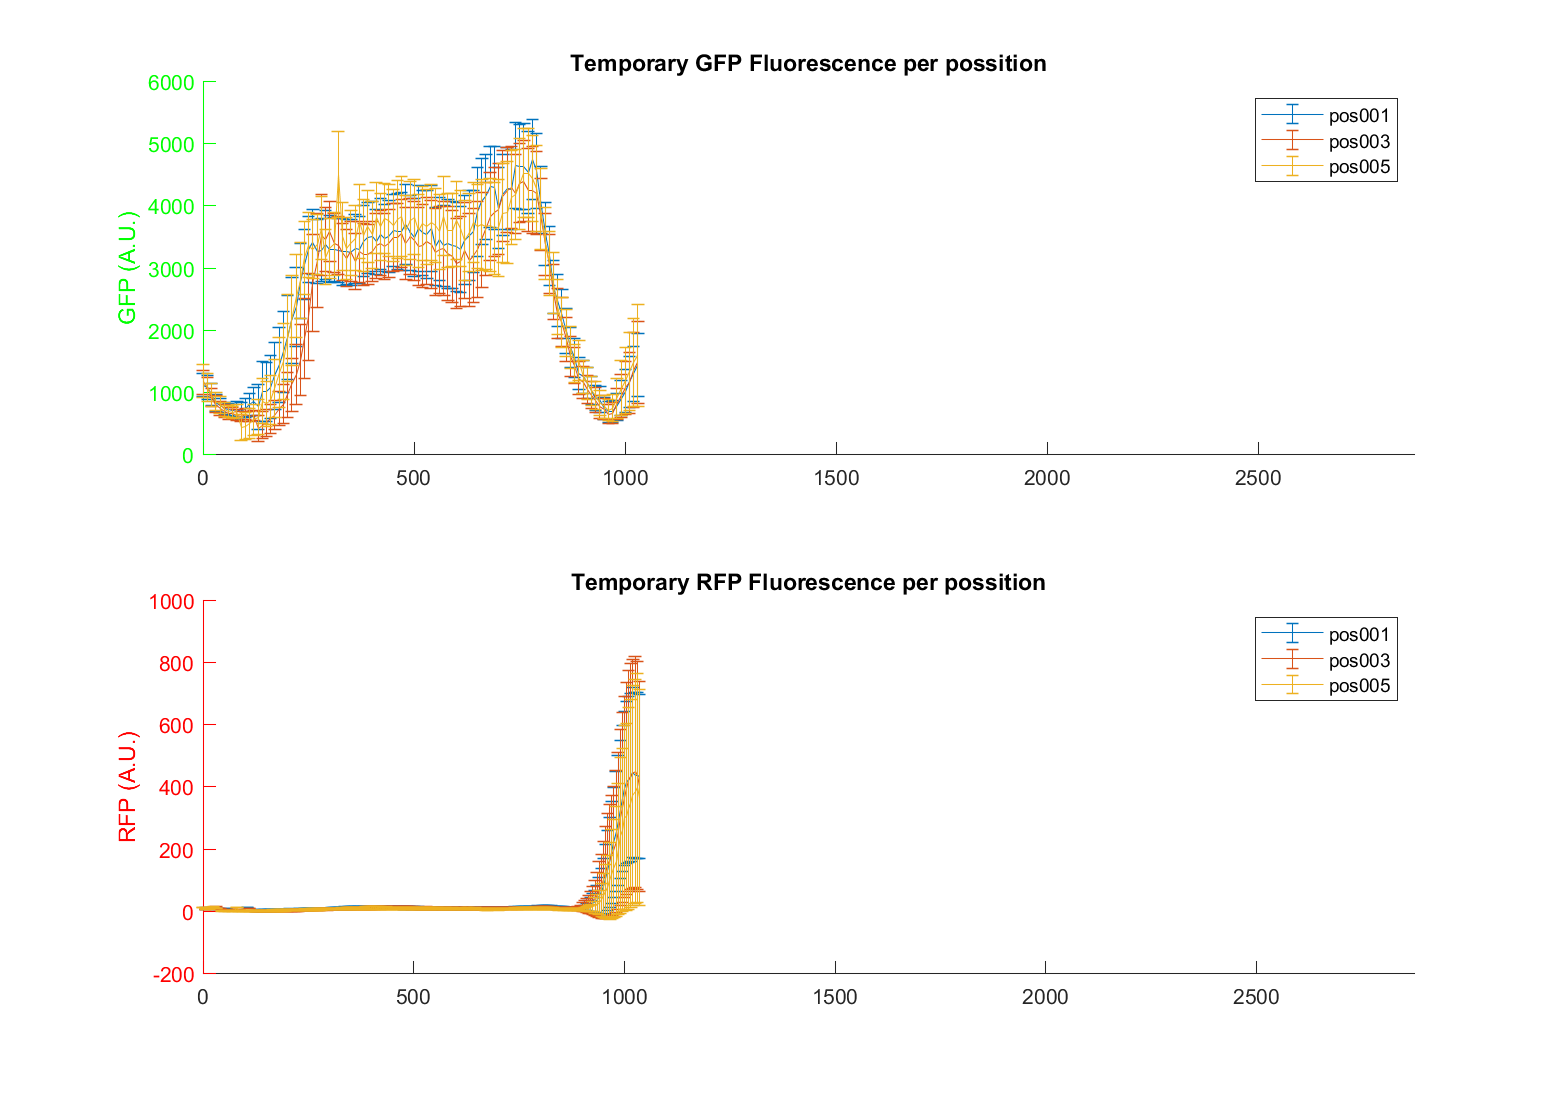 Temporary GFP Fluorescence per possition
6000
5000
4000
3000
2000
1000
0
GFP (A.U.)
0 500 1000 1500 2000 2500
pos001
pos003
pos005
Temporary RFP Fluorescence per possition
1000
800
600
400
200
0
-200
RFP (A.U.)
0 500 1000 1500 2000 2500
pos001
pos003
pos005